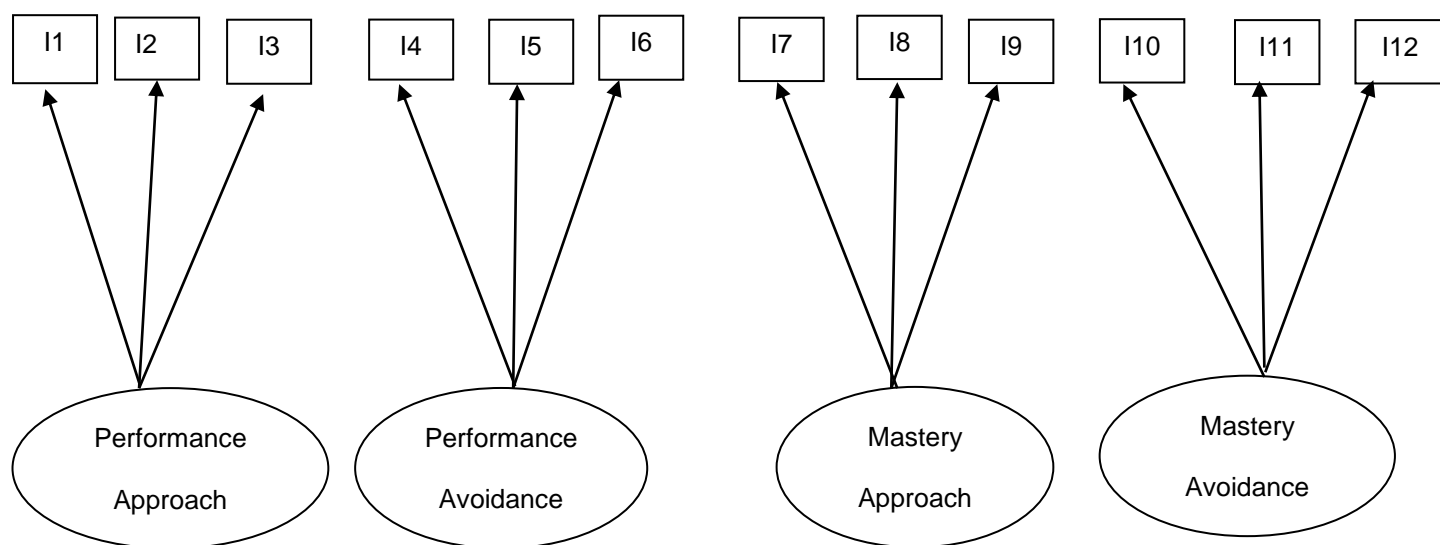 I1 I2 I3 I4 I5 I6 I7 I8 I9 I10 I11 I12
Performance
Approach
Performance
Avoidance
Mastery
Approach
Mastery
Avoidance